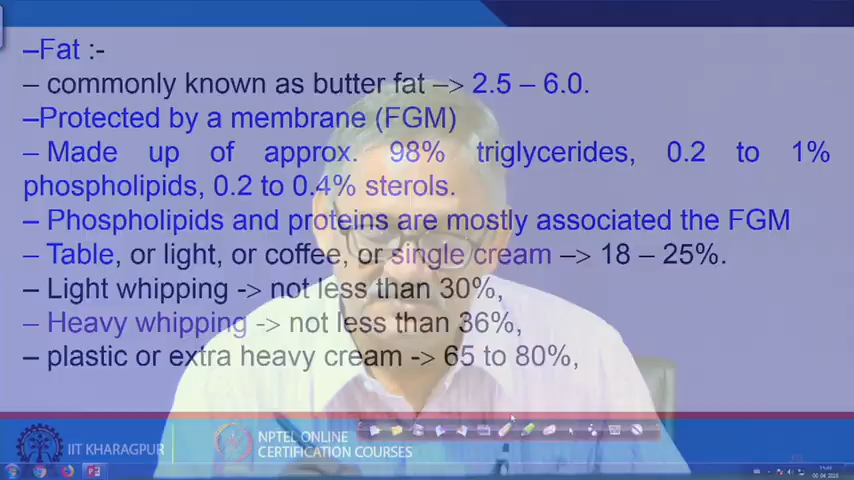 –Fat :-
– commonly known as butter fat –> 2.5 – 6.0.
–Protected by a membrane (FGM)
– Made up of approx. 98% triglycerides, 0.2 to 1%
phospholipids, 0.2 to 0.4% sterols.
– Phospholipids and proteins are mostly associated the FGM
– Table, or light, or coffee, or single cream –> 18 – 25%.
– Light whipping -> not less than 30%,
– Heavy whipping -> not less than 36%,
– plastic or extra heavy cream -> 65 to 80%,
IIT KHARAGPUR
NPTEL ONLINE
CERTIFICATION COURSES